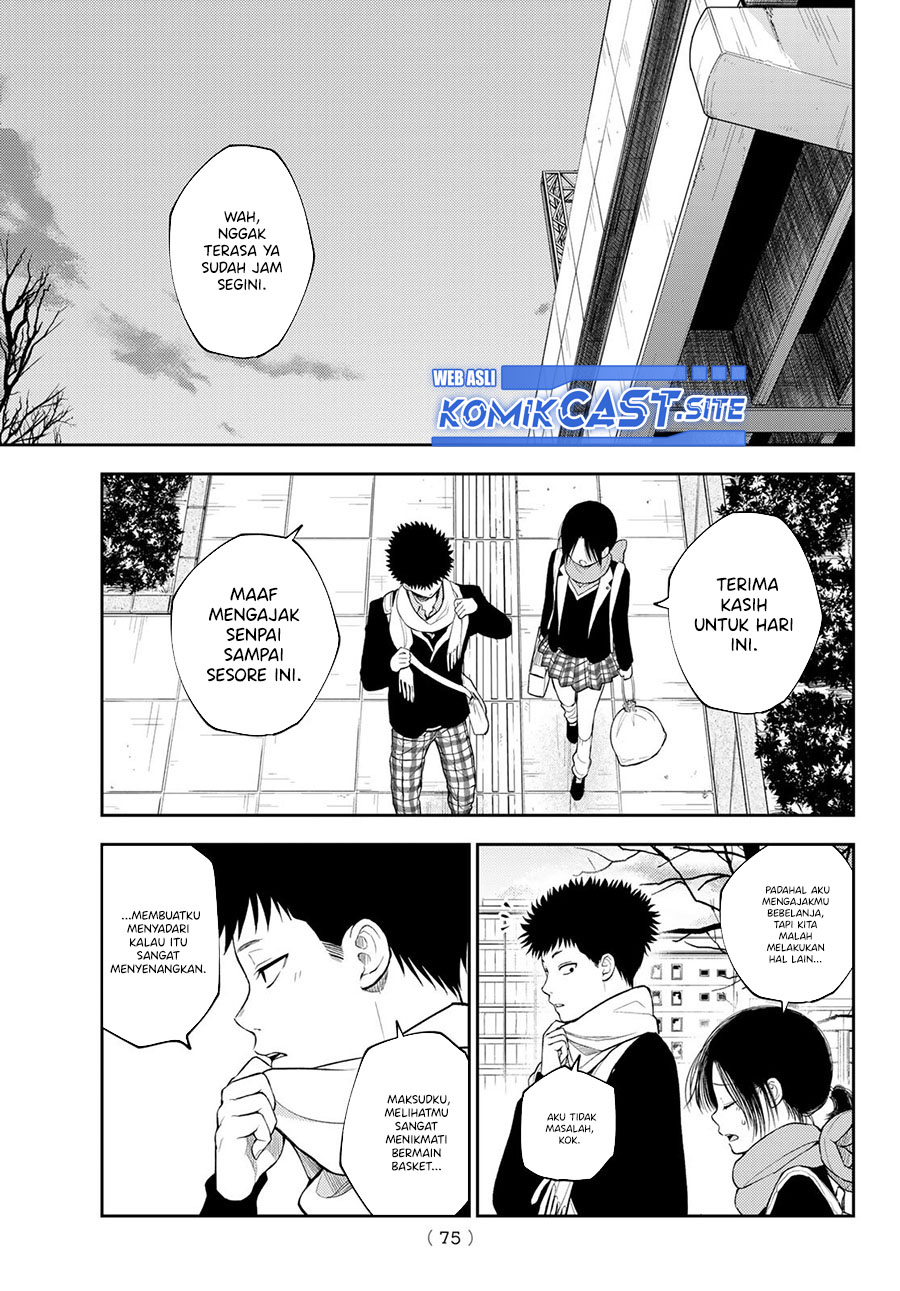 WAH,
NGGAK
TERASA YA
SUDAH JAM
SEGINI.
WEB ASLI
KOMIKCAST.SITE
TERIMA
KASIH
UNTUK HARI
INI.
MAAF
MENGAJAK
SENPAI
SAMPAI
SESORE INI.
PADAHAL AKU
MENGAJAKMU
BEBELANJA,
TAPI KITA
MALAH
MELAKUKAN
HAL LAIN...
AKU TIDAK
MASALAH,
KOK.
MAKSUDKU,
MELIHATMU
SANGAT
MENIKMATI
BERMAIN
BASKET...
...MEMBUATKU
MENYADARI
KALAU ITU
SANGAT
MENYENANGKAN.
( 75 )